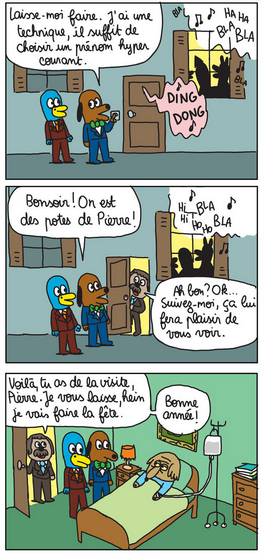 Laisse-moi faire. J'ai une
technique, il suffit de
choisir un prénom hyper
courant.
BLA
HA
HA
BLA
BLA
DING
DONG
Bonsoir! On est
des potes de Pierre!
Hi
BLA
Hi
Ho
BLA
Ho
Ah bon? Ok...
Suivez-moi, ça lui
fera plaisir de
vous voir.
Voilà, tu as de la visite,
Pierre. Je vous laisse, hein
je vais faire la fête.
Bonne
année!